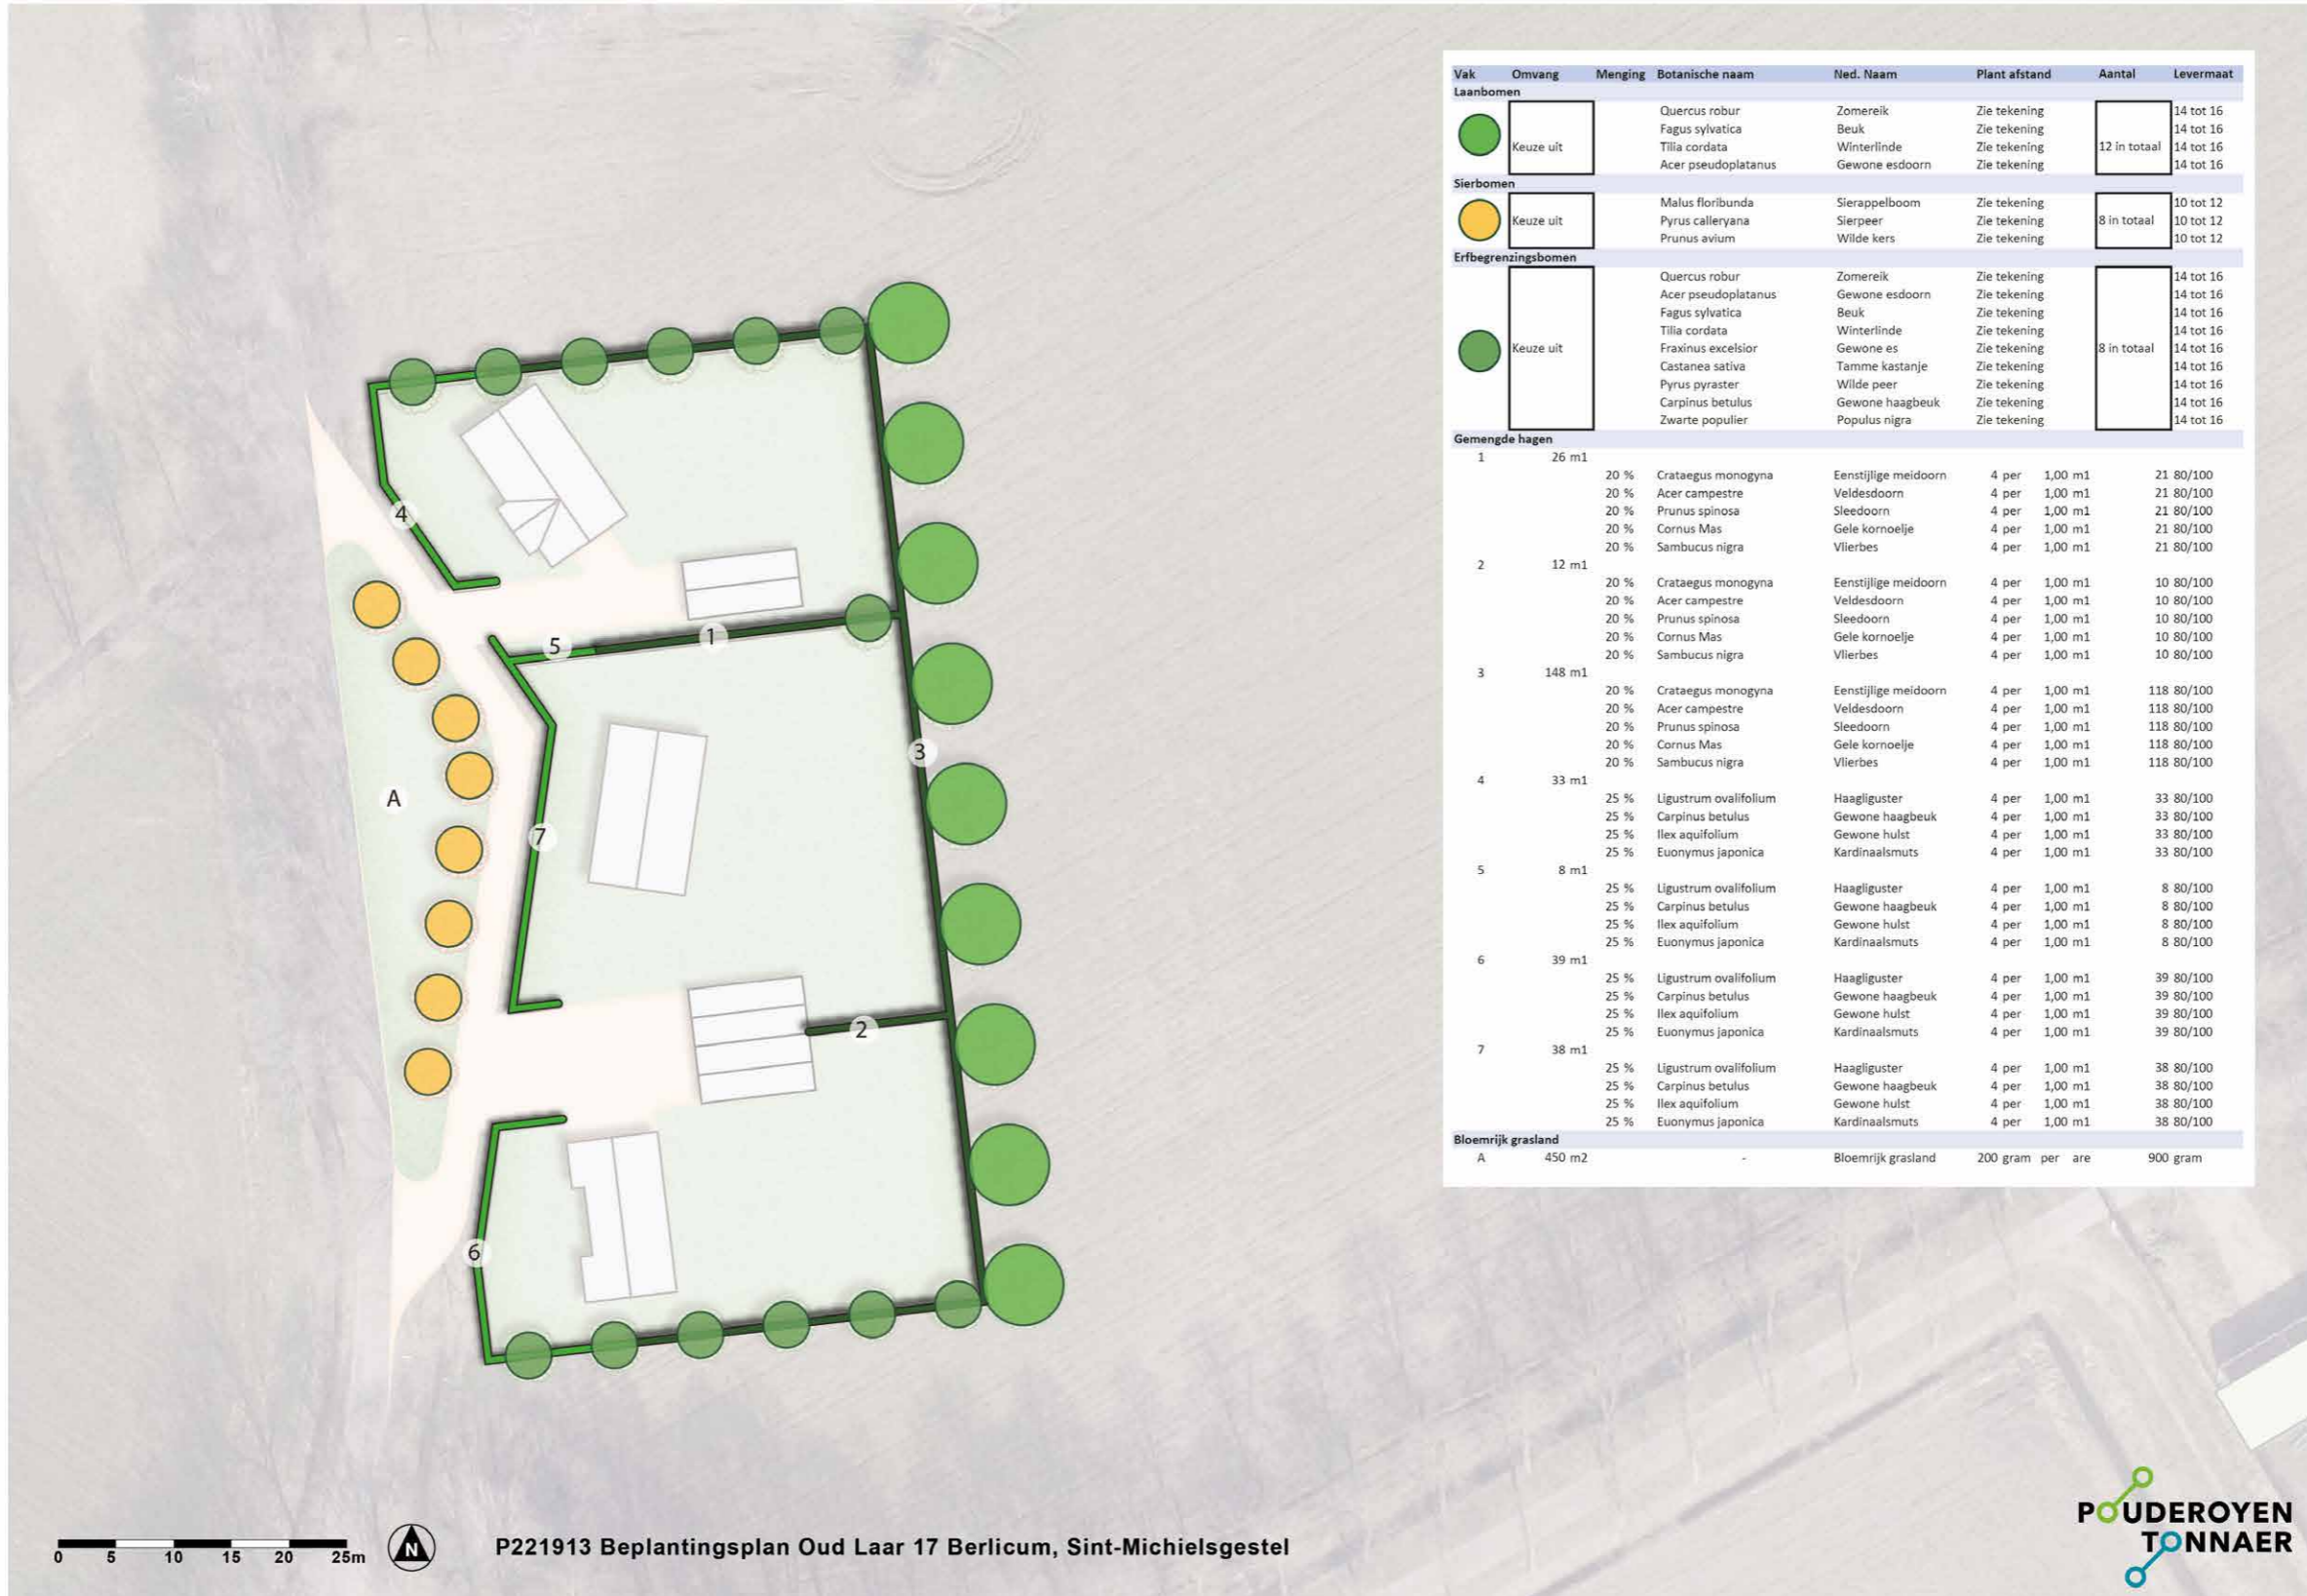 Vak Omvang Menging Botanische naam Ned. Naam Plant afstand Aantal Levermaat
Laanbomen
Quercus robur Zomereik Zie tekening 14 tot 16
Fagus sylvatica Beuk Zie tekening 14 tot 16
Keuze uit Tilia cordata Winterlinde Zie tekening 12 in totaal 14 tot 16
Acer pseudoplatanus Gewone esdoorn Zie tekening 14 tot 16
Sierbomen
Malus floribunda Sierappelboom Zie tekening 10 tot 12
Keuze uit Pyrus calleryana Sierpeer Zie tekening 8 in totaal 10 tot 12
Prunus avium Wilde kers Zie tekening 10 tot 12
Erfbegrenzingsbomen
Quercus robur Zomereik Zie tekening 14 tot 16
Acer pseudoplatanus Gewone esdoorn Zie tekening 14 tot 16
Fagus sylvatica Beuk Zie tekening 14 tot 16
Tilia cordata Winterlinde Zie tekening 14 tot 16
Keuze uit Fraxinus excelsior Gewone es Zie tekening 8 in totaal 14 tot 16
Castanea sativa Tamme kastanje Zie tekening 14 tot 16
Pyrus pyraster Wilde peer Zie tekening 14 tot 16
Carpinus betulus Gewone haagbeuk Zie tekening 14 tot 16
Zwarte populier Populus nigra Zie tekening 14 tot 16
Gemengde hagen
1 26 m1
20 % Crataegus monogyna Eenstijlige meidoorn 4 per 1,00 m1 21 80/100
20 % Acer campestre Veldesdoorn 4 per 1,00 m1 21 80/100
20 % Prunus spinosa Sleedoorn 4 per 1,00 m1 21 80/100
20 % Cornus Mas Gele kornoelje 4 per 1,00 m1 21 80/100
20 % Sambucus nigra Vlierbes 4 per 1,00 m1 21 80/100
2 12 m1
20 % Crataegus monogyna Eenstijlige meidoorn 4 per 1,00 m1 10 80/100
20 % Acer campestre Veldesdoorn 4 per 1,00 m1 10 80/100
20 % Prunus spinosa Sleedoorn 4 per 1,00 m1 10 80/100
20 % Cornus Mas Gele kornoelje 4 per 1,00 m1 10 80/100
20 % Sambucus nigra Vlierbes 4 per 1,00 m1 10 80/100
3 148 m1
20 % Crataegus monogyna Eenstijlige meidoorn 4 per 1,00 m1 118 80/100
20 % Acer campestre Veldesdoorn 4 per 1,00 m1 118 80/100
20 % Prunus spinosa Sleedoorn 4 per 1,00 m1 118 80/100
20 % Cornus Mas Gele kornoelje 4 per 1,00 m1 118 80/100
20 % Sambucus nigra Vlierbes 4 per 1,00 m1 118 80/100
4 33 m1
25 % Ligustrum ovalifolium Haagliguster 4 per 1,00 m1 33 80/100
25 % Carpinus betulus Gewone haagbeuk 4 per 1,00 m1 33 80/100
25 % Ilex aquifolium Gewone hulst 4 per 1,00 m1 33 80/100
25 % Euonymus japonica Kardinaalsmuts 4 per 1,00 m1 33 80/100
5 8 m1
25 % Ligustrum ovalifolium Haagliguster 4 per 1,00 m1 8 80/100
25 % Carpinus betulus Gewone haagbeuk 4 per 1,00 m1 8 80/100
25 % Ilex aquifolium Gewone hulst 4 per 1,00 m1 8 80/100
25 % Euonymus japonica Kardinaalsmuts 4 per 1,00 m1 8 80/100
6 39 m1
25 % Ligustrum ovalifolium Haagliguster 4 per 1,00 m1 39 80/100
25 % Carpinus betulus Gewone haagbeuk 4 per 1,00 m1 39 80/100
25 % Ilex aquifolium Gewone hulst 4 per 1,00 m1 39 80/100
25 % Euonymus japonica Kardinaalsmuts 4 per 1,00 m1 39 80/100
7 38 m1
25 % Ligustrum ovalifolium Haagliguster 4 per 1,00 m1 38 80/100
25 % Carpinus betulus Gewone haagbeuk 4 per 1,00 m1 38 80/100
25 % Ilex aquifolium Gewone hulst 4 per 1,00 m1 38 80/100
25 % Euonymus japonica Kardinaalsmuts 4 per 1,00 m1 38 80/100
Bloemrijk grasland
A 450 m2 - Bloemrijk grasland 200 gram per are 900 gram
4
5
1
3
A
7
2
6
0 5 10 15 20 25m
N
P221913 Beplantingsplan Oud Laar 17 Berlicum, Sint-Michielsgestel
POUDEROYEN
TONNAER